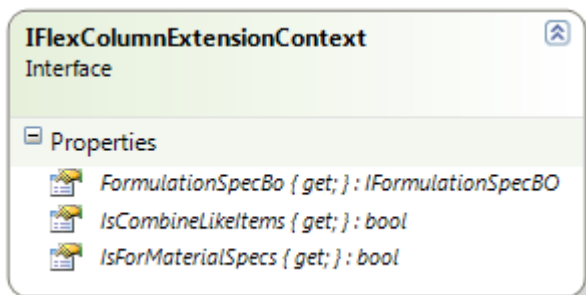 IFlexColumnExtensionContext
Interface
Properties
FormulationSpecBo { get; } : IFormulationSpecBO
IsCombineLikeItems { get; } : bool
IsForMaterialSpecs { get; } : bool